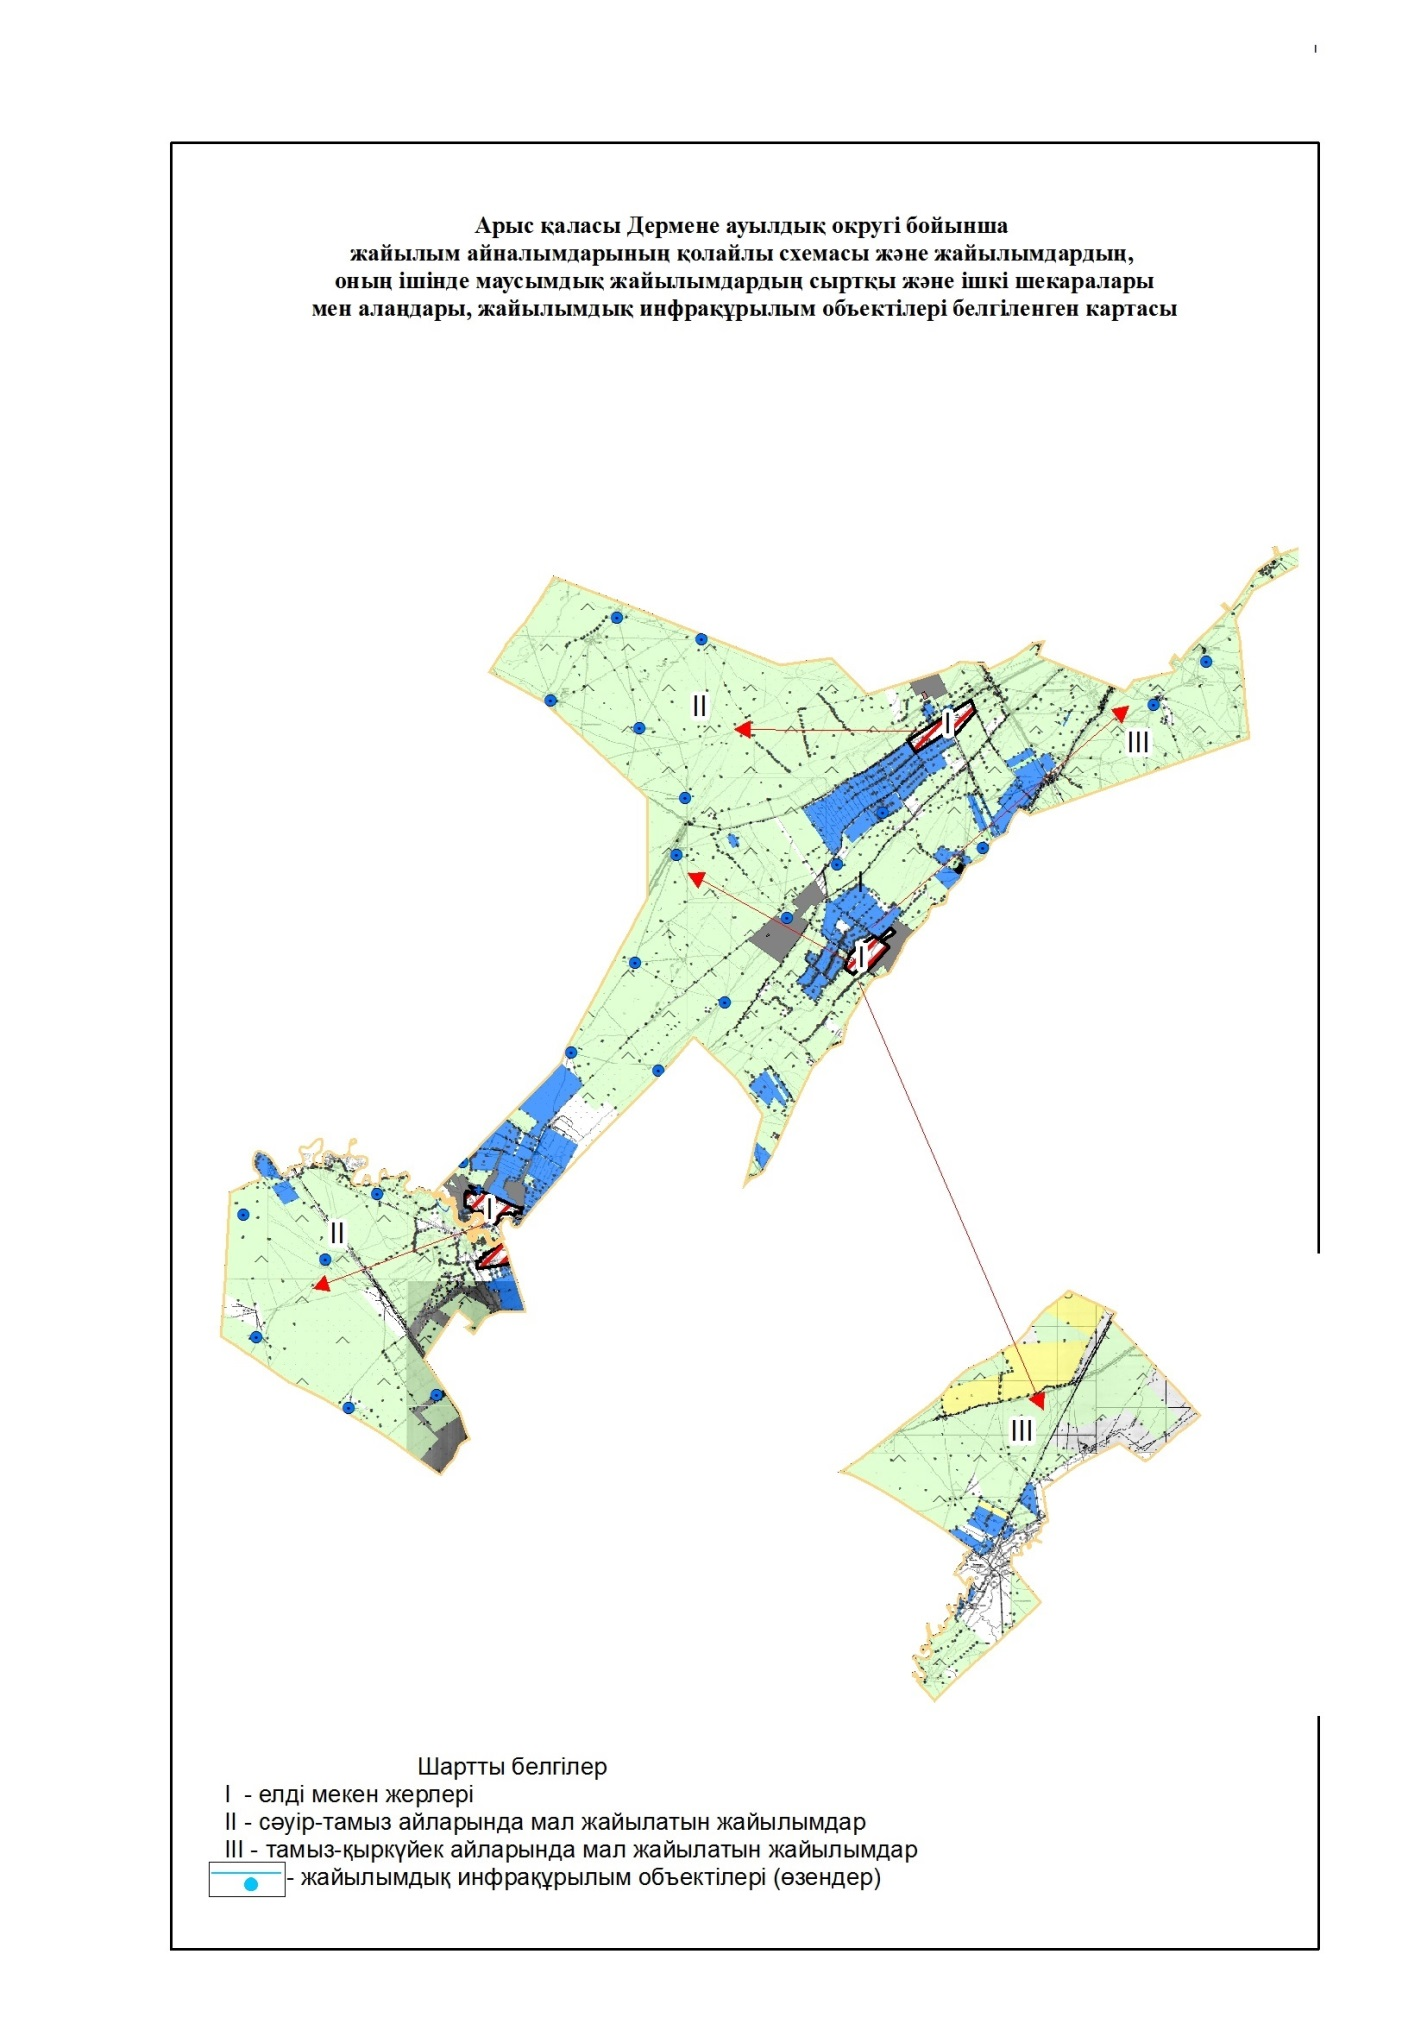 Арыс қаласы Дермене ауылдық округі бойынша
жайылым айналымдарының қолайлы схемасы және жайылымдардың,
оның ішінде маусымдық жайылымдардың сыртқы және ішкі шекаралары
мен алаңдары, жайылымдық инфрақұрылым объектілері белгіленген картасы
II
I
III
I
I
I
II
III
Шартты белгілер
I - елді мекен жерлері
II - сәуір-тамыз айларында мал жайылатын жайылымдар
III - тамыз-қыркүйек айларында мал жайылатын жайылымдар
- жайылымдық инфрақұрылым объектілері (өзендер)